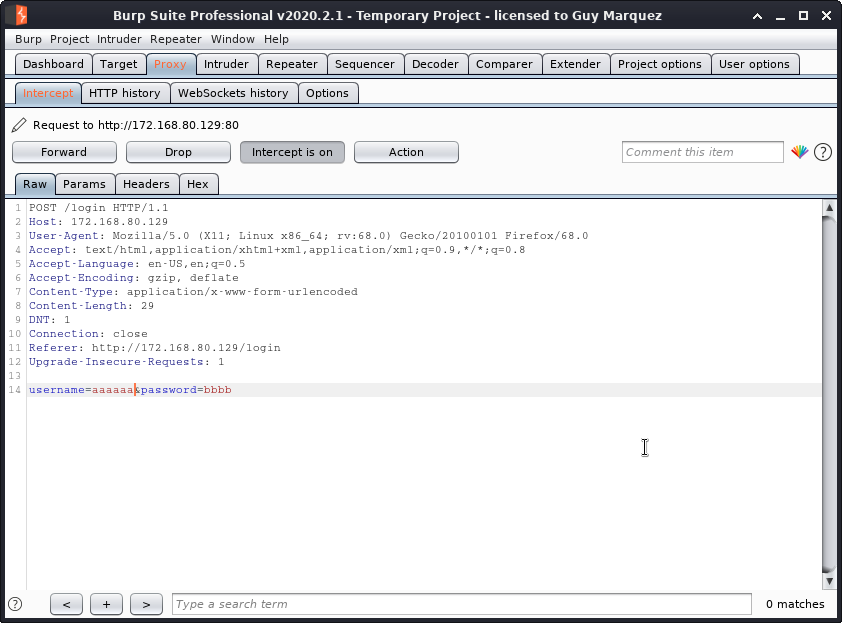 Burp Suite Professional v2020.2.1 - Temporary Project - licensed to Guy Marquez
Burp Project Intruder Repeater Window Help
Dashboard Target Proxy Intruder Repeater Sequencer Decoder Comparer Extender Project options User options
Intercept HTTP history WebSockets history Options
Request to http://172.168.80.129:80
Forward Drop Intercept is on Action Comment this item ?
Raw Params Headers Hex
1 POST /login HTTP/1.1
2 Host: 172.168.80.129
3 User-Agent: Mozilla/5.0 (X11; Linux x86_64; rv:68.0) Gecko/20100101 Firefox/68.0
4 Accept: text/html,application/xhtml+xml,application/xml;q=0.9,*/*;q=0.8
5 Accept-Language: en-US,en;q=0.5
6 Accept-Encoding: gzip, deflate
7 Content-Type: application/x-www-form-urlencoded
8 Content-Length: 29
9 DNT: 1
10 Connection: close
11 Referer: http://172.168.80.129/login
12 Upgrade-Insecure-Requests: 1
13
14 username=aaaaaa&password=bbbb
? < + > Type a search term 0 matches